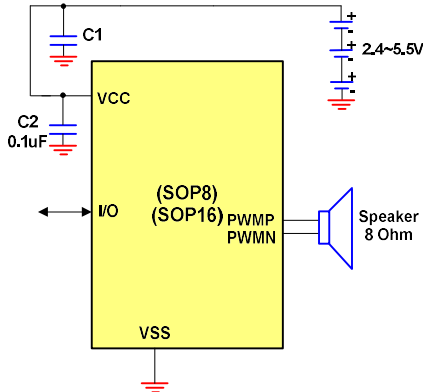 C1
+
-
+
2.4~5.5V
-
+
-
VCC
C2
0.1uF
(SOP8)
(SOP16)
I/O
PWMP
PWMN
Speaker
8 Ohm
VSS